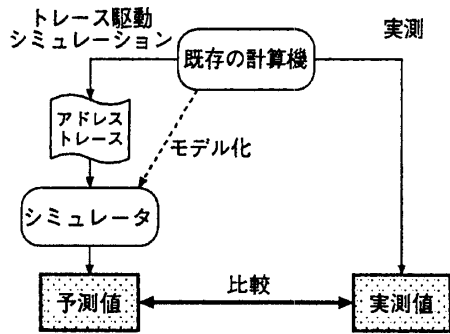 トレース駆動
シミュレーション
実測
既存の計算機
アドレス
トレース
モデル化
シミュレータ
比較
予測値
実測値